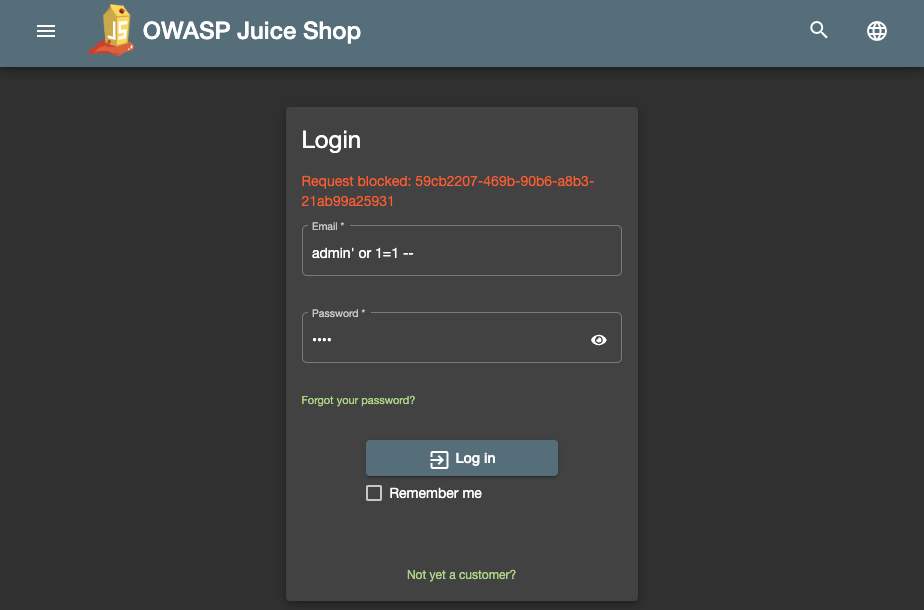 OWASP Juice Shop
Login
Request blocked: 59cb2207-469b-90b6-a8b3-
21ab99a25931
Email *
admin' or 1=1 --
Password *
••••
Forgot your password?
Log in
Remember me
Not yet a customer?